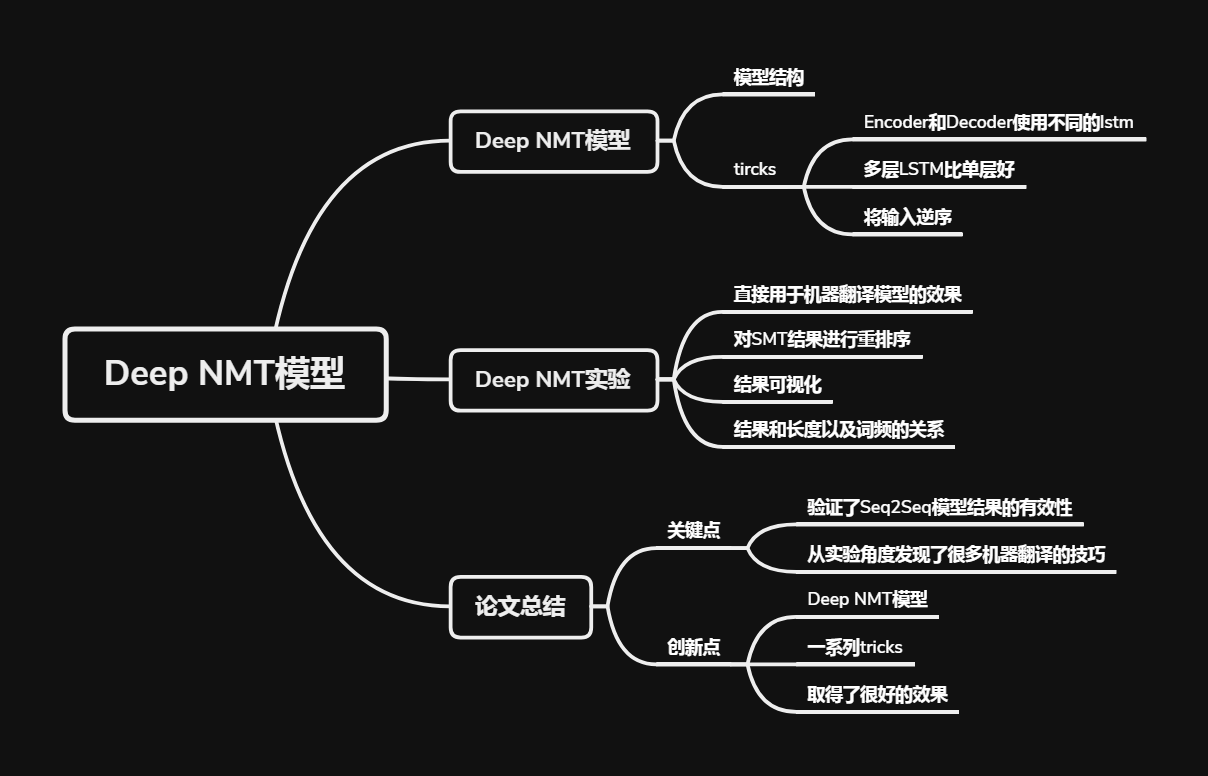 Deep NMT模型
Deep NMT模型
模型结构
tircks
Encoder和Decoder使用不同的lstm
多层LSTM比单层好
将输入逆序
Deep NMT实验
直接用于机器翻译模型的效果
对SMT结果进行重排序
结果可视化
结果和长度以及词频的关系
论文总结
关键点
验证了Seq2Seq模型结果的有效性
从实验角度发现了很多机器翻译的技巧
创新点
Deep NMT模型
一系列tricks
取得了很好的效果